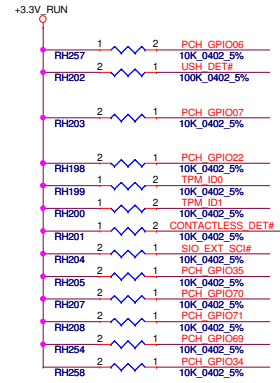 +3.3V_RUN
RH257 1 2 PCH_GPIO06
10K_0402_5%
RH202 2 1 USH_DET#
100K_0402_5%
RH203 2 1 PCH_GPIO07
10K_0402_5%
RH198 2 1 PCH_GPIO22
10K_0402_5%
RH199 1 2 TPM_ID0
10K_0402_5%
RH200 1 2 TPM_ID1
10K_0402_5%
RH201 1 2 CONTACTLESS_DET#
10K_0402_5%
RH204 2 1 SIO_EXT_SCI#
10K_0402_5%
RH205 2 1 PCH_GPIO35
10K_0402_5%
RH207 2 1 PCH_GPIO70
10K_0402_5%
RH208 2 1 PCH_GPIO71
10K_0402_5%
RH254 2 1 PCH_GPIO69
10K_0402_5%
RH258 2 1 PCH_GPIO34
10K_0402_5%